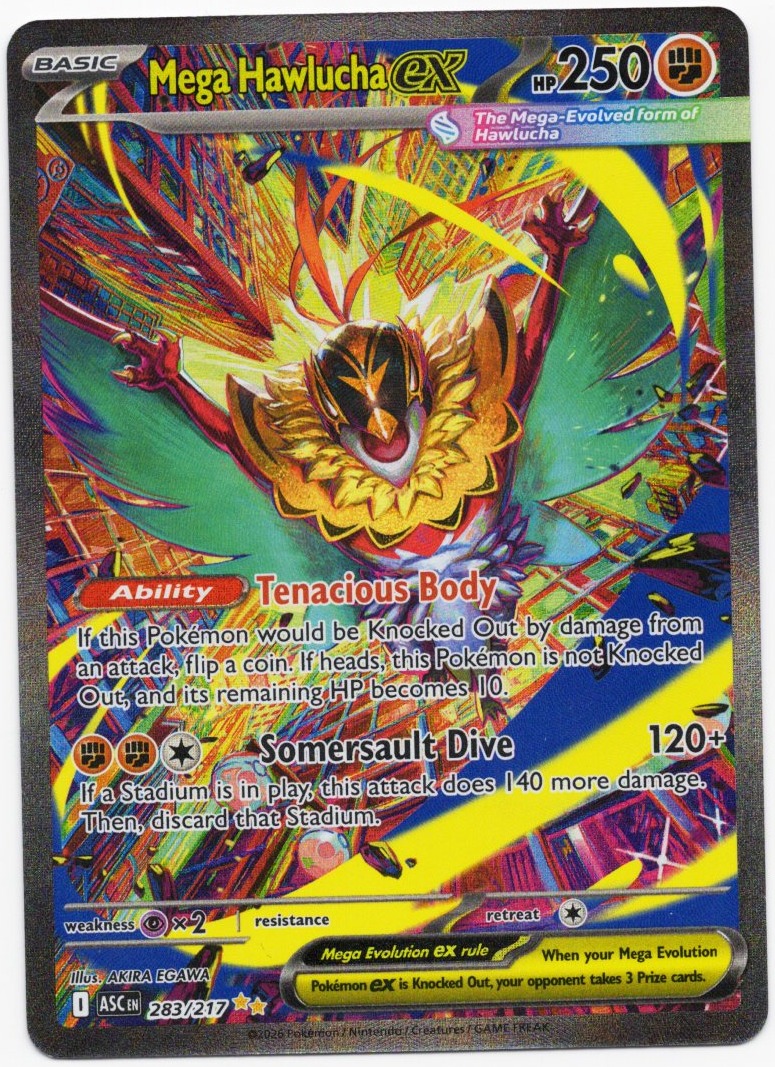 BASIC
Mega Hawlucha ex
HP 250
The Mega-Evolved form of
Hawlucha
Ability Tenacious Body
If this Pokémon would be Knocked Out by damage from
an attack, flip a coin. If heads, this Pokémon is not Knocked
Out, and its remaining HP becomes 10.
Somersault Dive 120+
If a Stadium is in play, this attack does 140 more damage.
Then, discard that Stadium.
weakness ×2 resistance retreat
Mega Evolution ex rule When your Mega Evolution
Pokémon ex is Knocked Out, your opponent takes 3 Prize cards.
Illus. AKIRA EGAWA
I ASC EN 283/217
©2026 Pokémon / Nintendo / Creatures / GAME FREAK